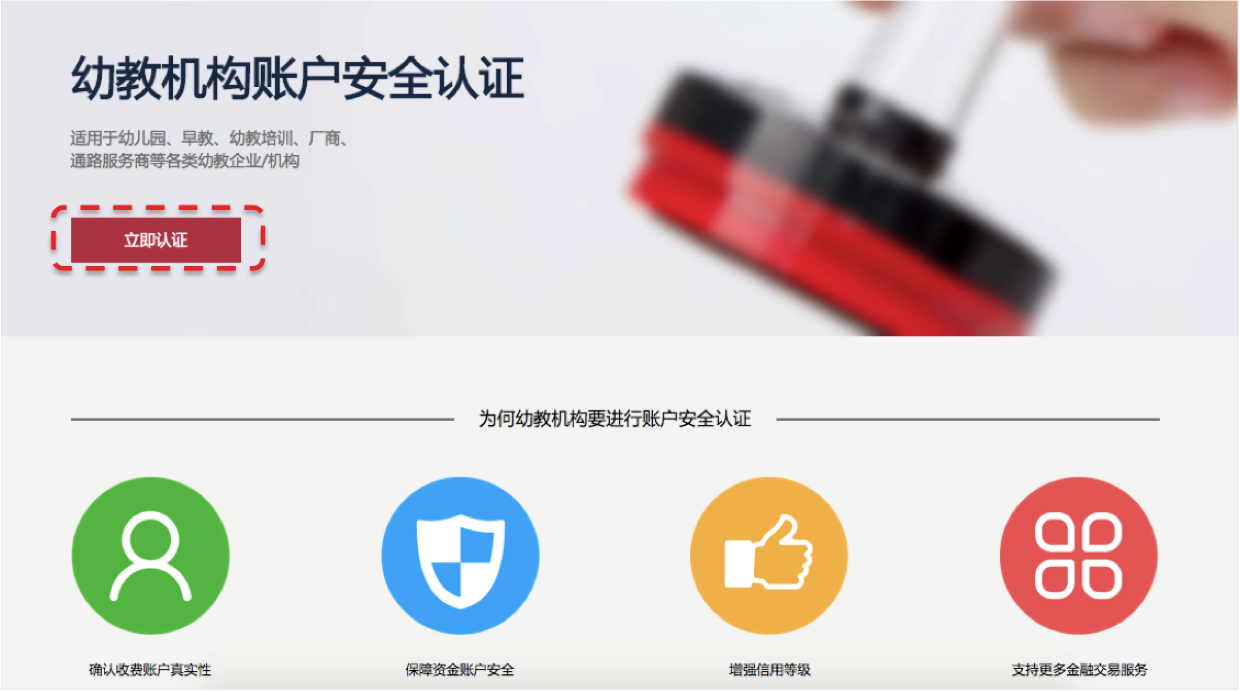 幼教机构账户安全认证
适用于幼儿园、早教、幼教培训、厂商、
通路服务商等各类幼教企业/机构
立即认证
为何幼教机构要进行账户安全认证
确认收费账户真实性
保障资金账户安全
增强信用等级
支持更多金融交易服务